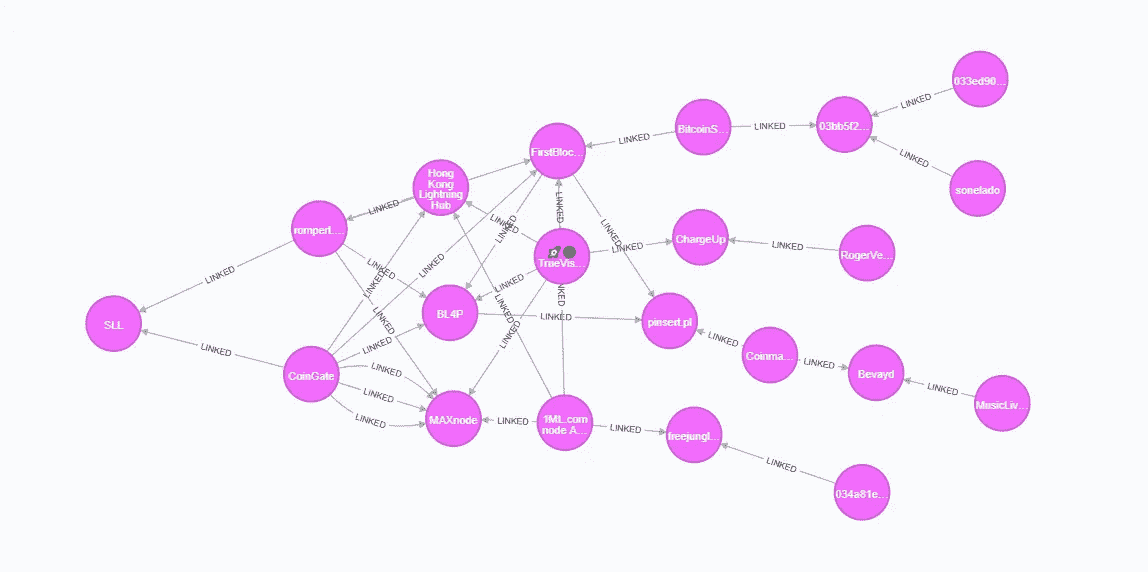 033ed90...
LINKED
BitcoinS...
LINKED
03bb5f2...
LINKED
FirstBloc...
LINKED
sonelado
Hong
Kong
Lightning
Hub
LINKED
LINKED
LINKED
LINKED
LINKED
rompert....
LINKED
ChargeUp
LINKED
RogerVe...
TrueVis...
LINKED
LINKED
LINKED
LINKED
LINKED
LINKED
NKED
LINKED
SLL
BL4P
LINKED
pinsert.pl
LINKED
LINKED
LINKED
LINKED
LINKED
Coinma...
LINKED
Bevayd
CoinGate
LINKED
LINKED
LINKED
MusicLiv...
LINKED
MAXnode
LINKED
1ML.com
node A...
LINKED
freejungl...
LINKED
034a81e...